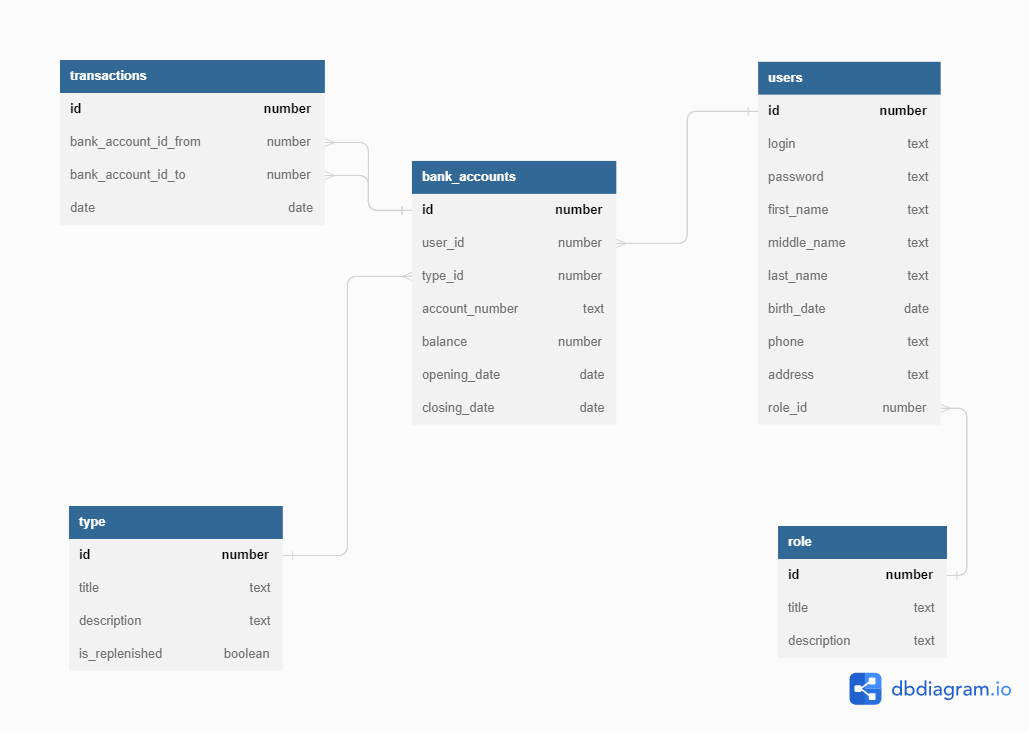 transactions
id number
bank_account_id_from number
bank_account_id_to number
date date
bank_accounts
id number
user_id number
type_id number
account_number text
balance number
opening_date date
closing_date date
users
id number
login text
password text
first_name text
middle_name text
last_name text
birth_date date
phone text
address text
role_id number
type
id number
title text
description text
is_replenished boolean
role
id number
title text
description text
dbdiagram.io